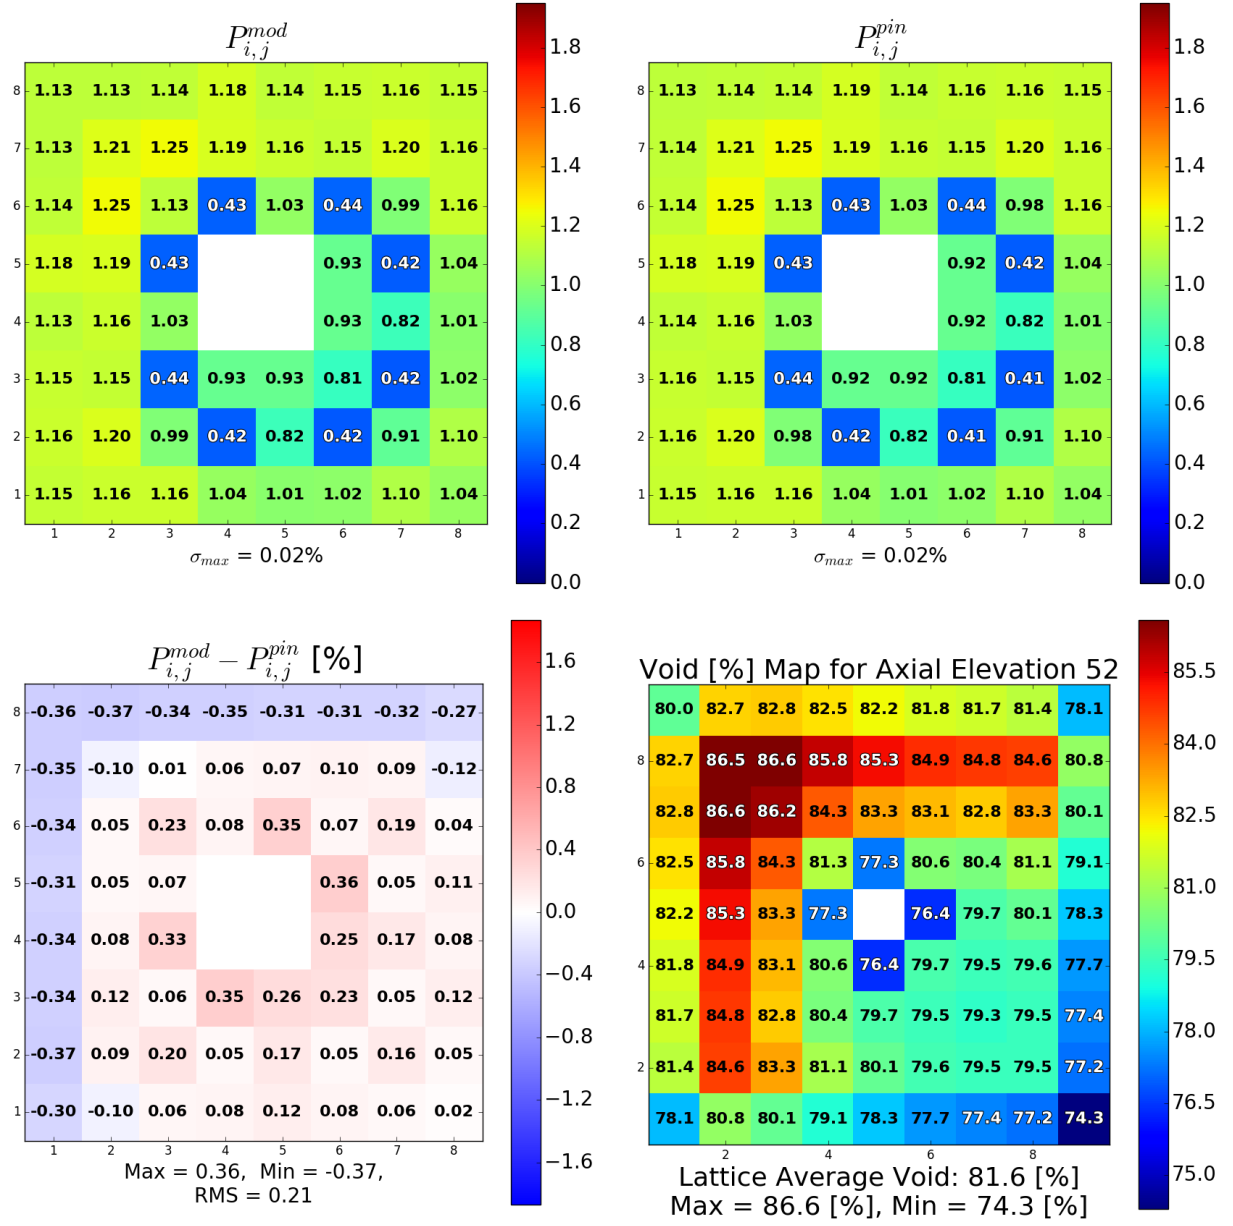 P_{i,j}^{mod}
8 1.13 1.13 1.14 1.18 1.14 1.15 1.16 1.15
7 1.13 1.21 1.25 1.19 1.16 1.15 1.20 1.16
6 1.14 1.25 1.13 0.43 1.03 0.44 0.99 1.16
5 1.18 1.19 0.43 0.93 0.42 1.04
4 1.13 1.16 1.03 0.93 0.82 1.01
3 1.15 1.15 0.44 0.93 0.93 0.81 0.42 1.02
2 1.16 1.20 0.99 0.42 0.82 0.42 0.91 1.10
1 1.15 1.16 1.16 1.04 1.01 1.02 1.10 1.04
1 2 3 4 5 6 7 8
σ_{max} = 0.02%
1.8
1.6
1.4
1.2
1.0
0.8
0.6
0.4
0.2
0.0
P_{i,j}^{pin}
8 1.13 1.14 1.14 1.19 1.14 1.16 1.16 1.15
7 1.14 1.21 1.25 1.19 1.16 1.15 1.20 1.16
6 1.14 1.25 1.13 0.43 1.03 0.44 0.98 1.16
5 1.18 1.19 0.43 0.92 0.42 1.04
4 1.14 1.16 1.03 0.92 0.82 1.01
3 1.16 1.15 0.44 0.92 0.92 0.81 0.41 1.02
2 1.16 1.20 0.98 0.42 0.82 0.41 0.91 1.10
1 1.15 1.16 1.16 1.04 1.01 1.02 1.10 1.04
1 2 3 4 5 6 7 8
σ_{max} = 0.02%
1.8
1.6
1.4
1.2
1.0
0.8
0.6
0.4
0.2
0.0
P_{i,j}^{mod} − P_{i,j}^{pin} [%]
8 -0.36 -0.37 -0.34 -0.35 -0.31 -0.31 -0.32 -0.27
7 -0.35 -0.10 0.01 0.06 0.07 0.10 0.09 -0.12
6 -0.34 0.05 0.23 0.08 0.35 0.07 0.19 0.04
5 -0.31 0.05 0.07 0.36 0.05 0.11
4 -0.34 0.08 0.33 0.25 0.17 0.08
3 -0.34 0.12 0.06 0.35 0.26 0.23 0.05 0.12
2 -0.37 0.09 0.20 0.05 0.17 0.05 0.16 0.05
1 -0.30 -0.10 0.06 0.08 0.12 0.08 0.06 0.02
1 2 3 4 5 6 7 8
Max = 0.36, Min = -0.37,
RMS = 0.21
1.6
1.2
0.8
0.4
0.0
−0.4
−0.8
−1.2
−1.6
Void [%] Map for Axial Elevation 52
80.0 82.7 82.8 82.5 82.2 81.8 81.7 81.4 78.1
8 82.7 86.5 86.6 85.8 85.3 84.9 84.8 84.6 80.8
82.8 86.6 86.2 84.3 83.3 83.1 82.8 83.3 80.1
6 82.5 85.8 84.3 81.3 77.3 80.6 80.4 81.1 79.1
82.2 85.3 83.3 77.3 76.4 79.7 80.1 78.3
4 81.8 84.9 83.1 80.6 76.4 79.7 79.5 79.6 77.7
81.7 84.8 82.8 80.4 79.7 79.5 79.3 79.5 77.4
2 81.4 84.6 83.3 81.1 80.1 79.6 79.5 79.5 77.2
78.1 80.8 80.1 79.1 78.3 77.7 77.4 77.2 74.3
2 4 6 8
Lattice Average Void: 81.6 [%]
Max = 86.6 [%], Min = 74.3 [%]
85.5
84.0
82.5
81.0
79.5
78.0
76.5
75.0